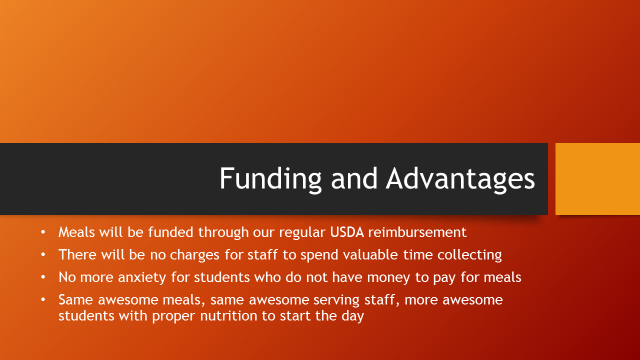 Funding and Advantages
• Meals will be funded through our regular USDA reimbursement
• There will be no charges for staff to spend valuable time collecting
• No more anxiety for students who do not have money to pay for meals
• Same awesome meals, same awesome serving staff, more awesome
students with proper nutrition to start the day